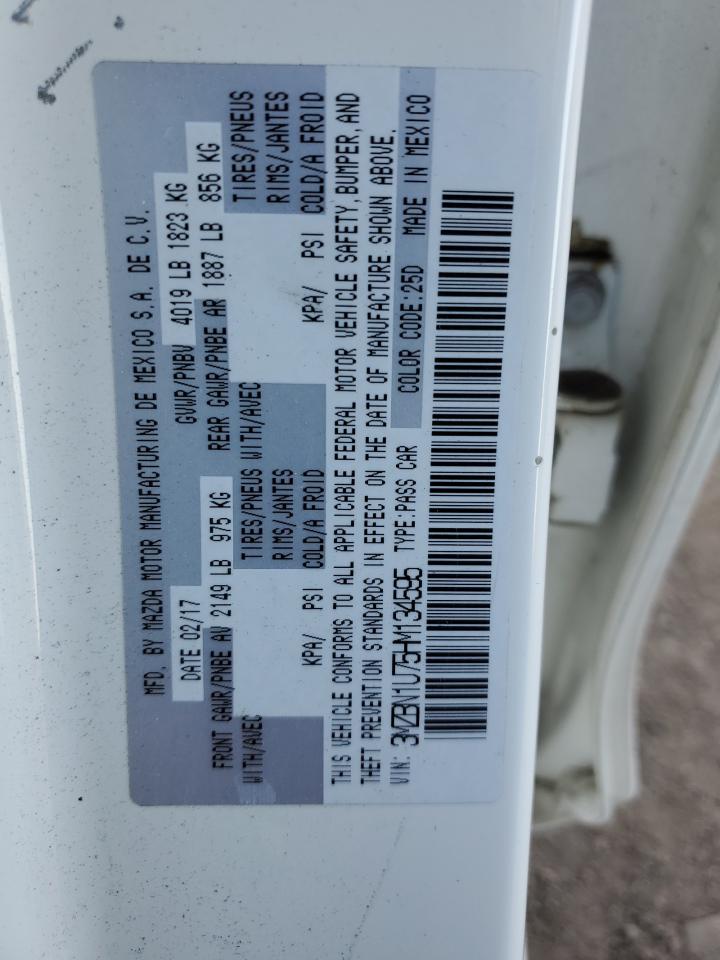 MFD. BY MAZDA MOTOR MANUFACTURING DE MEXICO S.A. DE C.V.
DATE 02/17 GVWR/PNBV 4019 LB 1823 KG
FRONT GAWR/PNBE AV 2149 LB 975 KG REAR GAWR/PNBE AR 1887 LB 856 KG
WITH/AVEC TIRES/PNEUS WITH/AVEC TIRES/PNEUS
RIMS/JANTES RIMS/JANTES
KPA/ PSI COLD/A FROID KPA/ PSI COLD/A FROID
THIS VEHICLE CONFORMS TO ALL APPLICABLE FEDERAL MOTOR VEHICLE SAFETY, BUMPER, AND
THEFT PREVENTION STANDARDS IN EFFECT ON THE DATE OF MANUFACTURE SHOWN ABOVE.
VIN: 3MZBN1U75HM134595 TYPE:PASS CAR COLOR CODE:25D MADE IN MEXICO